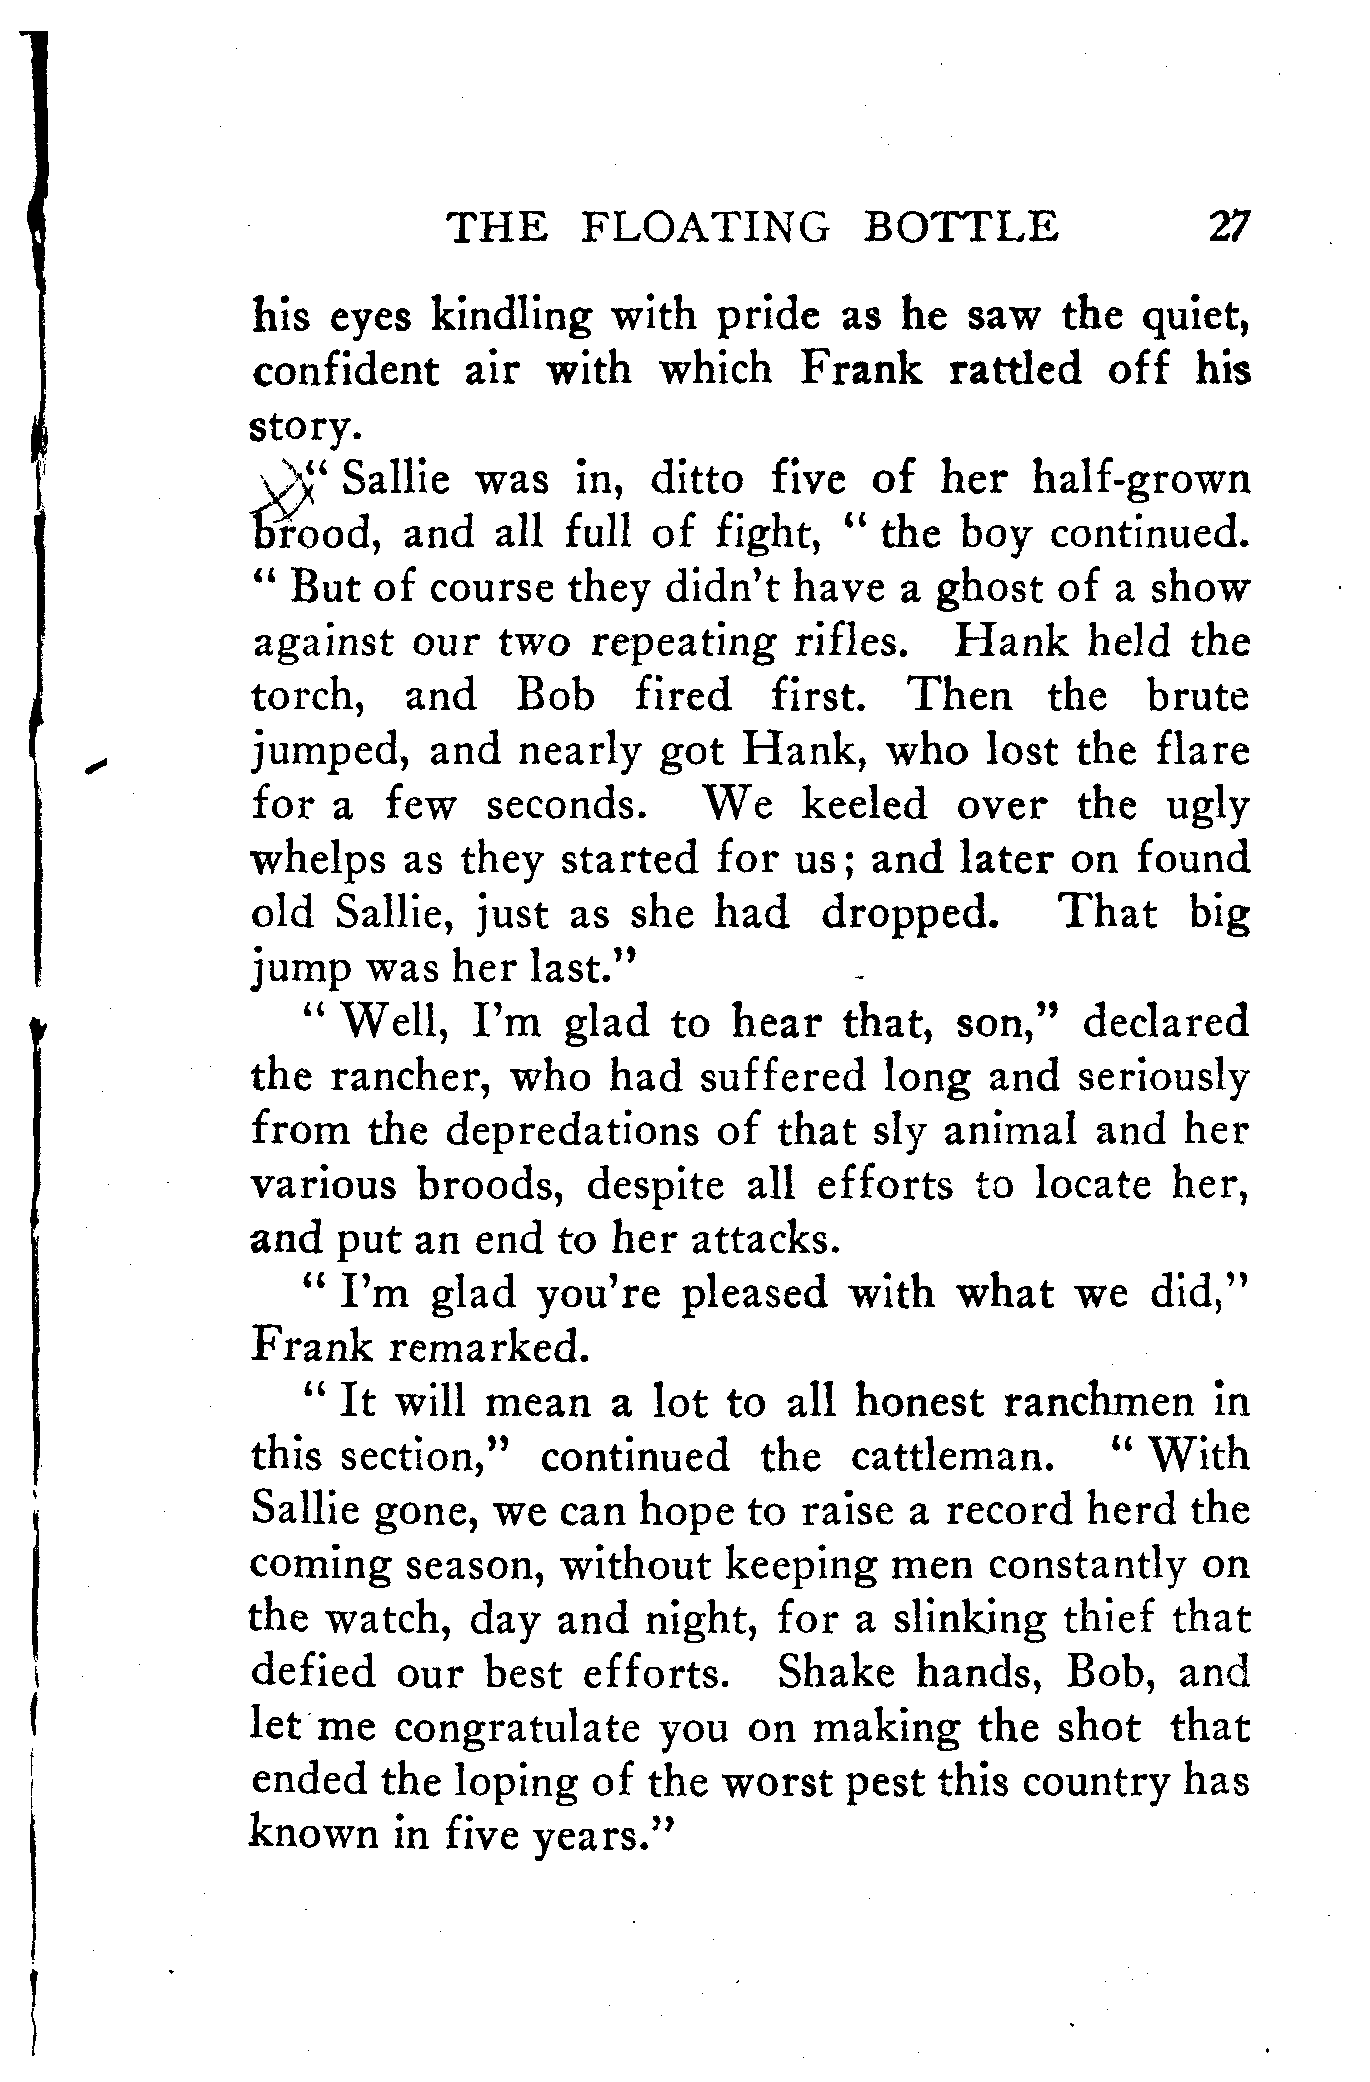 THE FLOATING BOTTLE 27
his eyes kindling with pride as he saw the quiet,
confident air with which Frank rattled off his
story.
“ Sallie was in, ditto five of her half-grown
brood, and all full of fight, “ the boy continued.
“ But of course they didn't have a ghost of a show
against our two repeating rifles. Hank held the
torch, and Bob fired first. Then the brute
jumped, and nearly got Hank, who lost the flare
for a few seconds. We keeled over the ugly
whelps as they started for us; and later on found
old Sallie, just as she had dropped. That big
jump was her last.”
“ Well, I'm glad to hear that, son,” declared
the rancher, who had suffered long and seriously
from the depredations of that sly animal and her
various broods, despite all efforts to locate her,
and put an end to her attacks.
“ I'm glad you're pleased with what we did,”
Frank remarked.
“ It will mean a lot to all honest ranchmen in
this section,” continued the cattleman. “ With
Sallie gone, we can hope to raise a record herd the
coming season, without keeping men constantly on
the watch, day and night, for a slinking thief that
defied our best efforts. Shake hands, Bob, and
let me congratulate you on making the shot that
ended the loping of the worst pest this country has
known in five years.”